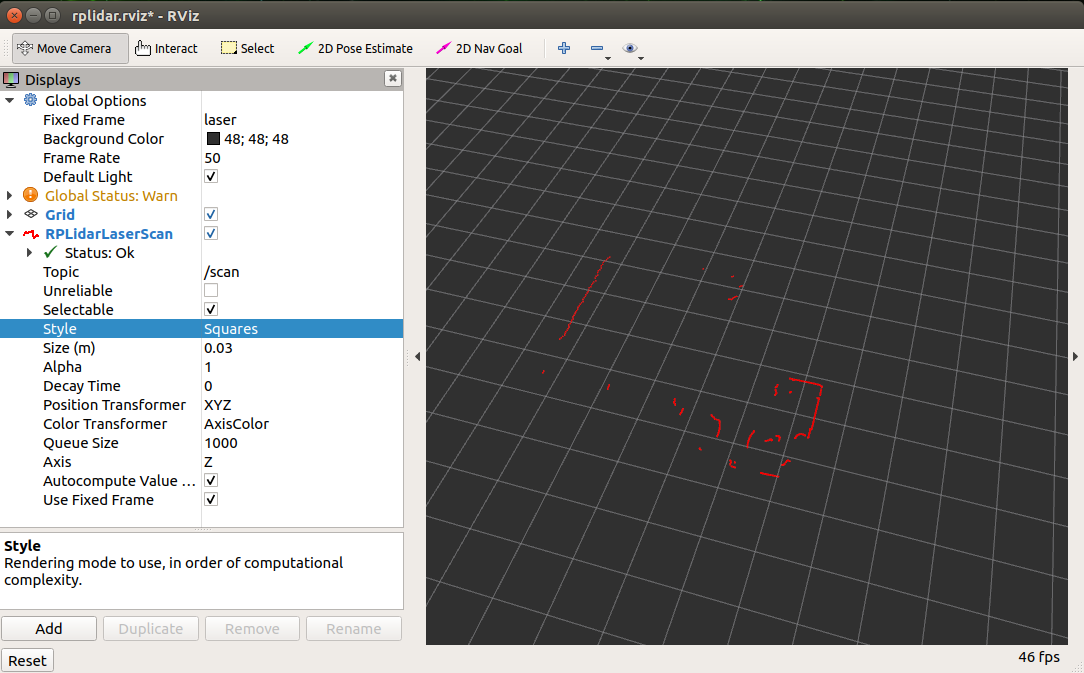 rplidar.rviz* - RViz
Move Camera Interact Select 2D Pose Estimate 2D Nav Goal
Displays
Global Options
Fixed Frame laser
Background Color 48; 48; 48
Frame Rate 50
Default Light
Global Status: Warn
Grid
RPLidarLaserScan
Status: Ok
Topic /scan
Unreliable
Selectable
Style Squares
Size (m) 0.03
Alpha 1
Decay Time 0
Position Transformer XYZ
Color Transformer AxisColor
Queue Size 1000
Axis Z
Autocompute Value ...
Use Fixed Frame
Style
Rendering mode to use, in order of computational
complexity.
Add Duplicate Remove Rename
Reset 46 fps